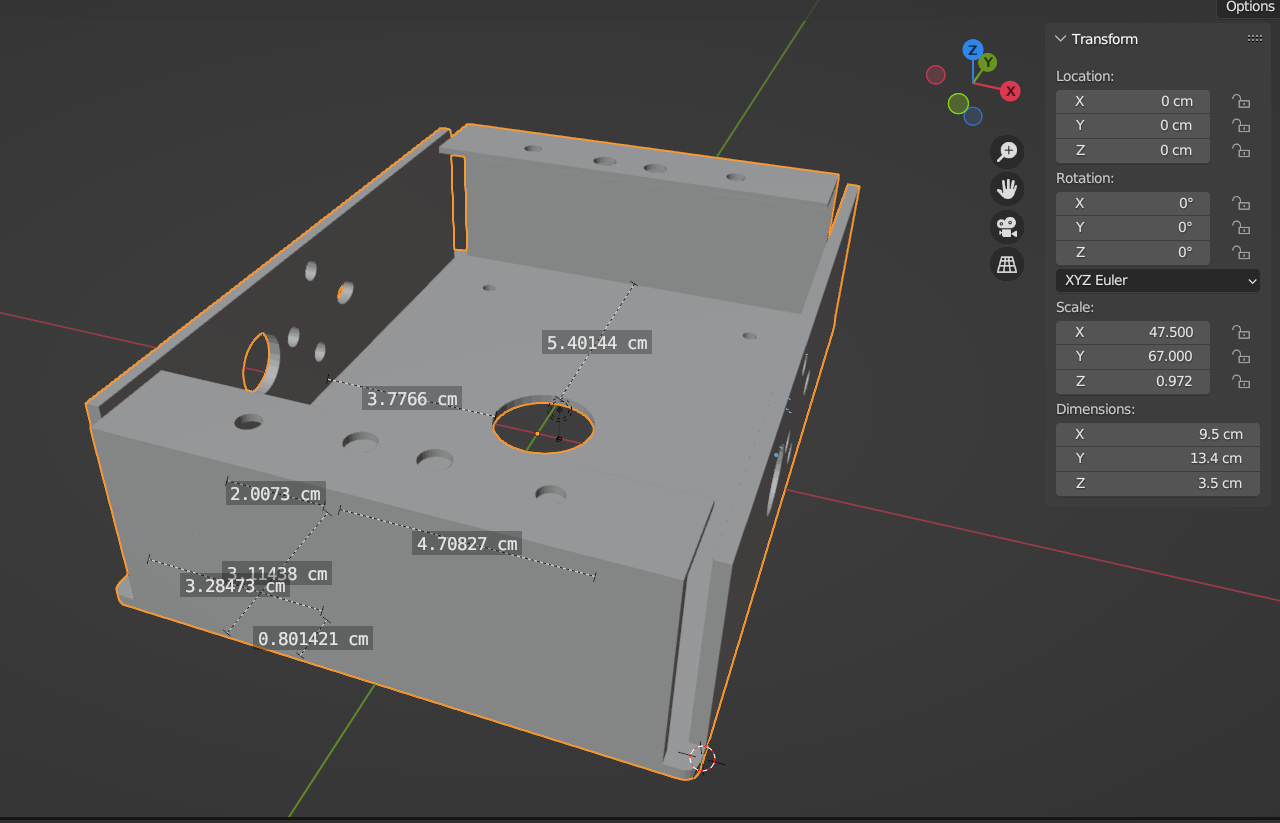 Options
Transform
Location:
X 0 cm
Y 0 cm
Z 0 cm
Rotation:
X 0°
Y 0°
Z 0°
XYZ Euler
Scale:
X 47.500
Y 67.000
Z 0.972
Dimensions:
X 9.5 cm
Y 13.4 cm
Z 3.5 cm
Z
Y
X
5.40144 cm
3.7766 cm
2.0073 cm
4.70827 cm
3.11438 cm
3.28473 cm
0.801421 cm